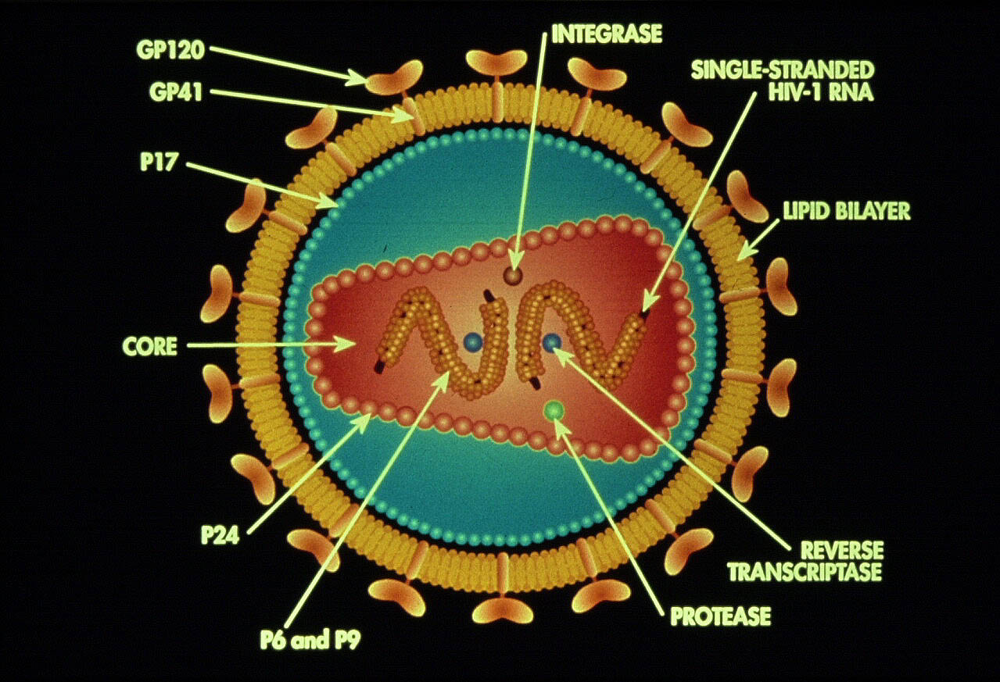 GP120
GP41
P17
CORE
P24
P6 and P9
INTEGRASE
SINGLE-STRANDED
HIV-1 RNA
LIPID BILAYER
REVERSE
TRANSCRIPTASE
PROTEASE